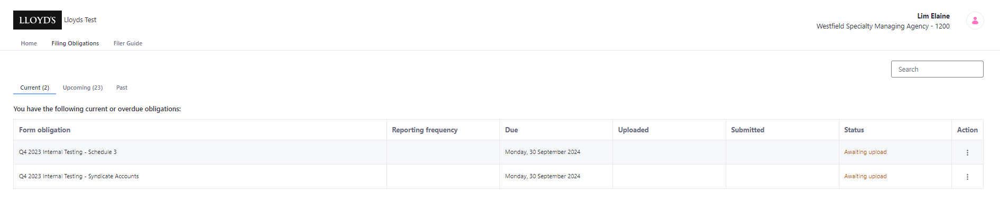 LLOYD'S Lloyds Test
Lim Elaine
Westfield Specialty Managing Agency - 1200
Home Filing Obligations Filer Guide
Search
Current (2) Upcoming (23) Past
You have the following current or overdue obligations:
Form obligation Reporting frequency Due Uploaded Submitted Status Action
Q4 2023 Internal Testing - Schedule 3 Monday, 30 September 2024 Awaiting upload
Q4 2023 Internal Testing - Syndicate Accounts Monday, 30 September 2024 Awaiting upload